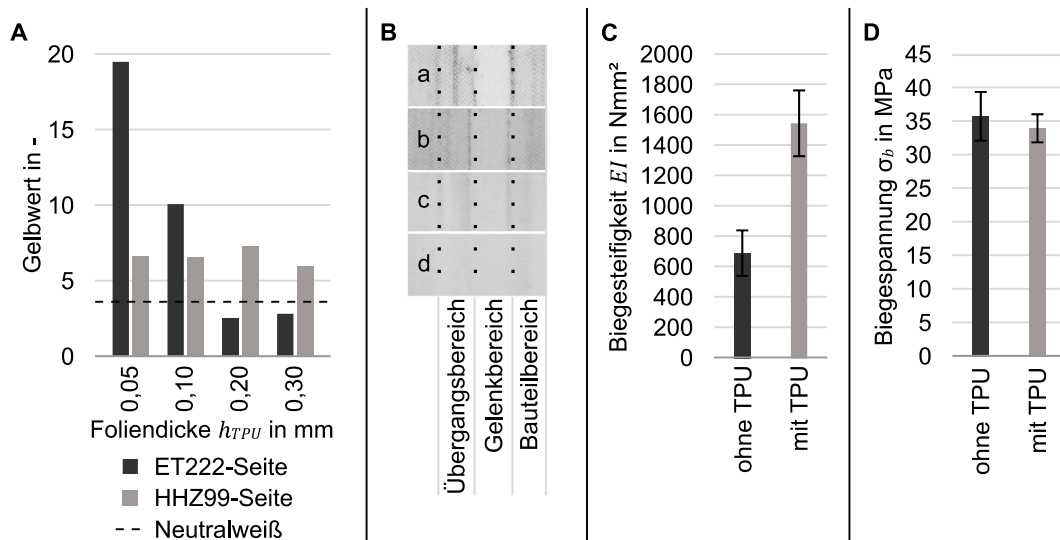 A
20
15
10
5
0
Gelbwert in -
0,05
0,10
0,20
0,30
Foliendicke h_TPU in mm
ET222-Seite
HHZ99-Seite
Neutralweiß
B
a
b
c
d
Übergangsbereich
Gelenkbereich
Bauteilbereich
C
2000
1800
1600
1400
1200
1000
800
600
400
200
0
Biegesteifigkeit EI in Nmm²
ohne TPU
mit TPU
D
45
40
35
30
25
20
15
10
5
0
Biegespannung σ_b in MPa
ohne TPU
mit TPU